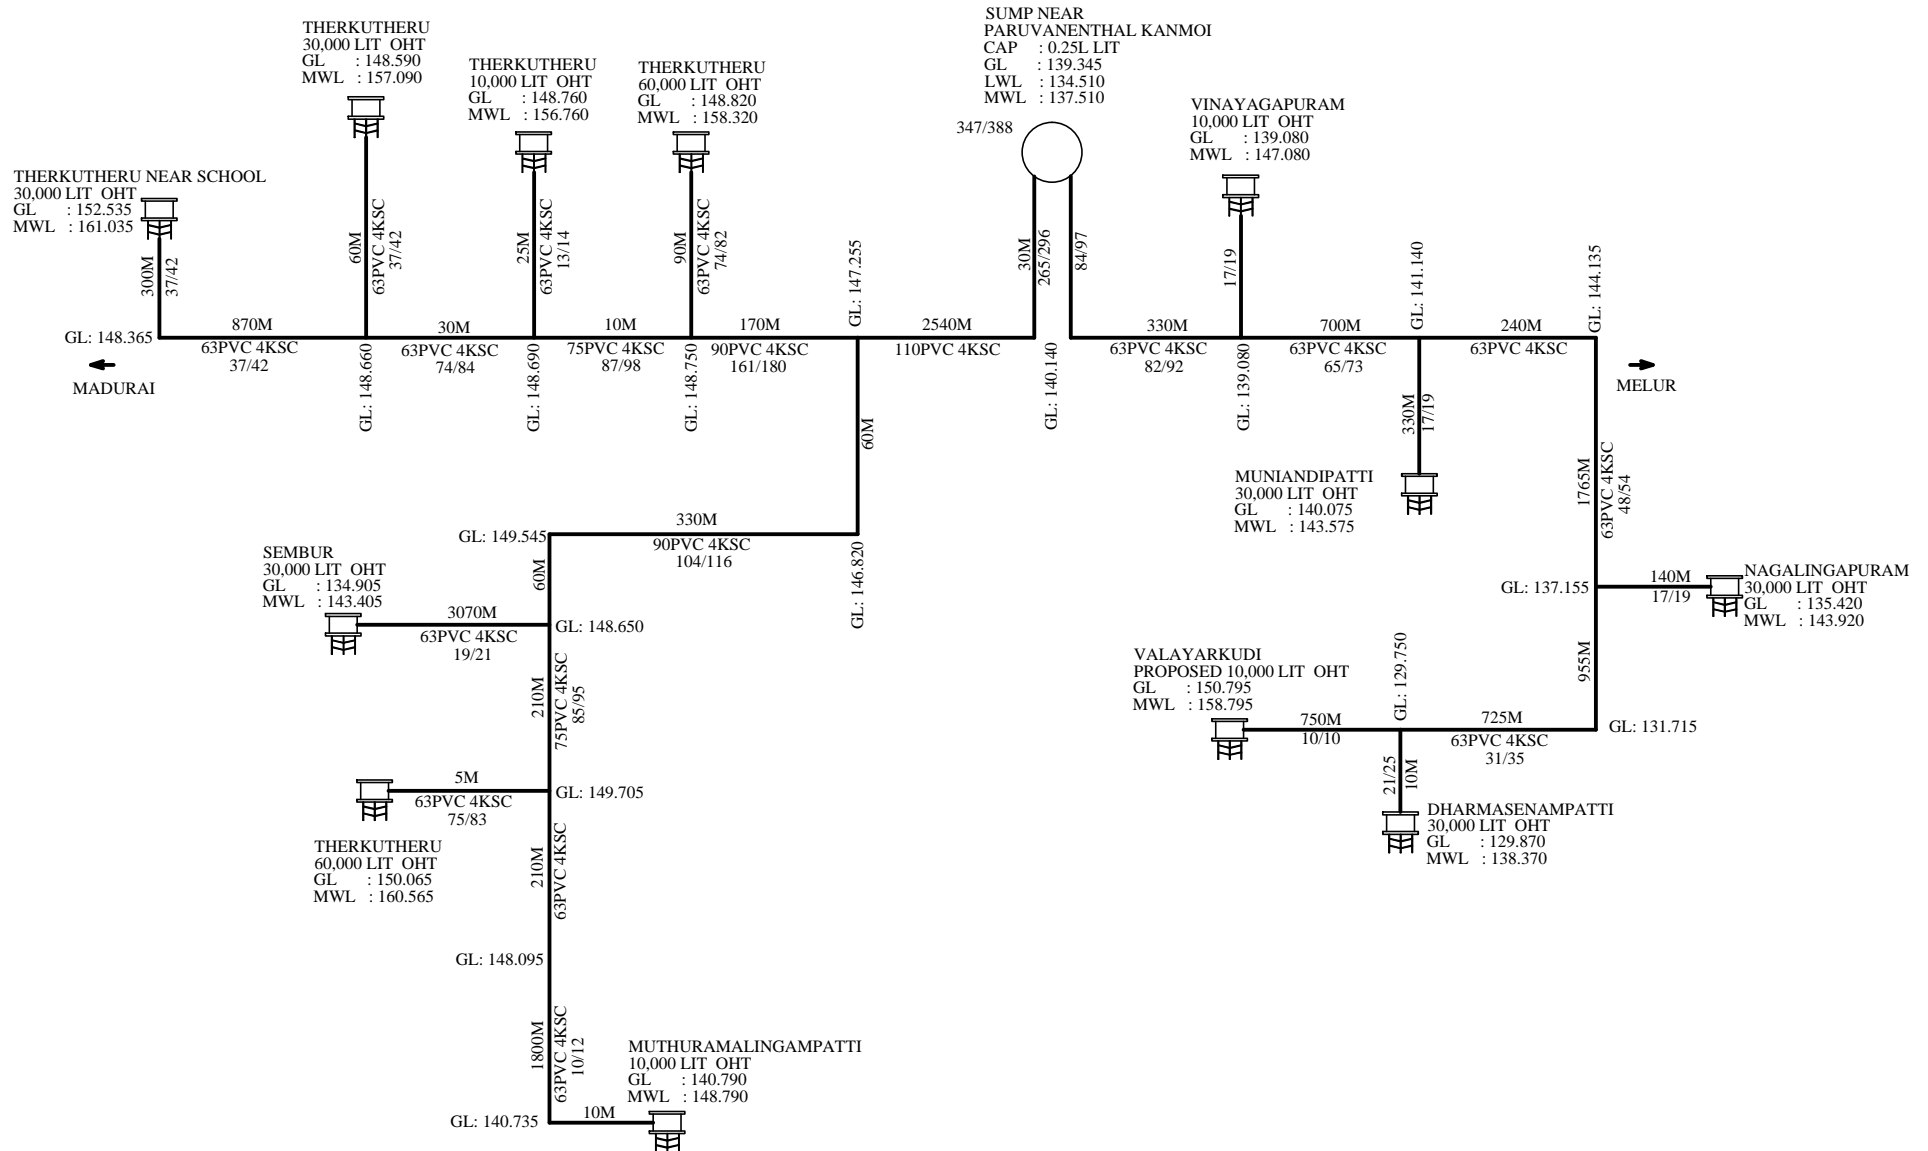 SUMP NEAR
PARUVANENTHAL KANMOI
CAP : 0.25L LIT
GL : 139.345
LWL : 134.510
MWL : 137.510
347/388
THERKUTHERU
30,000 LIT OHT
GL : 148.590
MWL : 157.090
THERKUTHERU
10,000 LIT OHT
GL : 148.760
MWL : 156.760
THERKUTHERU
60,000 LIT OHT
GL : 148.820
MWL : 158.320
VINAYAGAPURAM
10,000 LIT OHT
GL : 139.080
MWL : 147.080
THERKUTHERU NEAR SCHOOL
30,000 LIT OHT
GL : 152.535
MWL : 161.035
300M
37/42
60M
63PVC 4KSC
37/42
25M
63PVC 4KSC
13/14
90M
63PVC 4KSC
74/82
GL: 147.255
30M
265/296
84/97
17/19
GL: 141.140
GL: 144.135
GL: 148.365
870M
63PVC 4KSC
37/42
30M
63PVC 4KSC
74/84
10M
75PVC 4KSC
87/98
170M
90PVC 4KSC
161/180
2540M
110PVC 4KSC
330M
63PVC 4KSC
82/92
700M
63PVC 4KSC
65/73
240M
63PVC 4KSC
MADURAI
MELUR
GL: 148.660
GL: 148.690
GL: 148.750
GL: 140.140
GL: 139.080
60M
330M
17/19
MUNIANDIPATTI
30,000 LIT OHT
GL : 140.075
MWL : 143.575
1765M
63PVC 4KSC
48/54
GL: 149.545
330M
90PVC 4KSC
104/116
GL: 146.820
SEMBUR
30,000 LIT OHT
GL : 134.905
MWL : 143.405
60M
3070M
63PVC 4KSC
19/21
GL: 148.650
GL: 137.155
140M
17/19
NAGALINGAPURAM
30,000 LIT OHT
GL : 135.420
MWL : 143.920
210M
75PVC 4KSC
85/95
VALAYARKUDI
PROPOSED 10,000 LIT OHT
GL : 150.795
MWL : 158.795
GL: 129.750
955M
750M
10/10
725M
63PVC 4KSC
31/35
GL: 131.715
21/25
10M
DHARMASENAMPATTI
30,000 LIT OHT
GL : 129.870
MWL : 138.370
5M
63PVC 4KSC
75/83
GL: 149.705
THERKUTHERU
60,000 LIT OHT
GL : 150.065
MWL : 160.565
210M
63PVC 4KSC
GL: 148.095
1800M
63PVC 4KSC
10/12
MUTHURAMALINGAMPATTI
10,000 LIT OHT
GL : 140.790
MWL : 148.790
GL: 140.735
10M